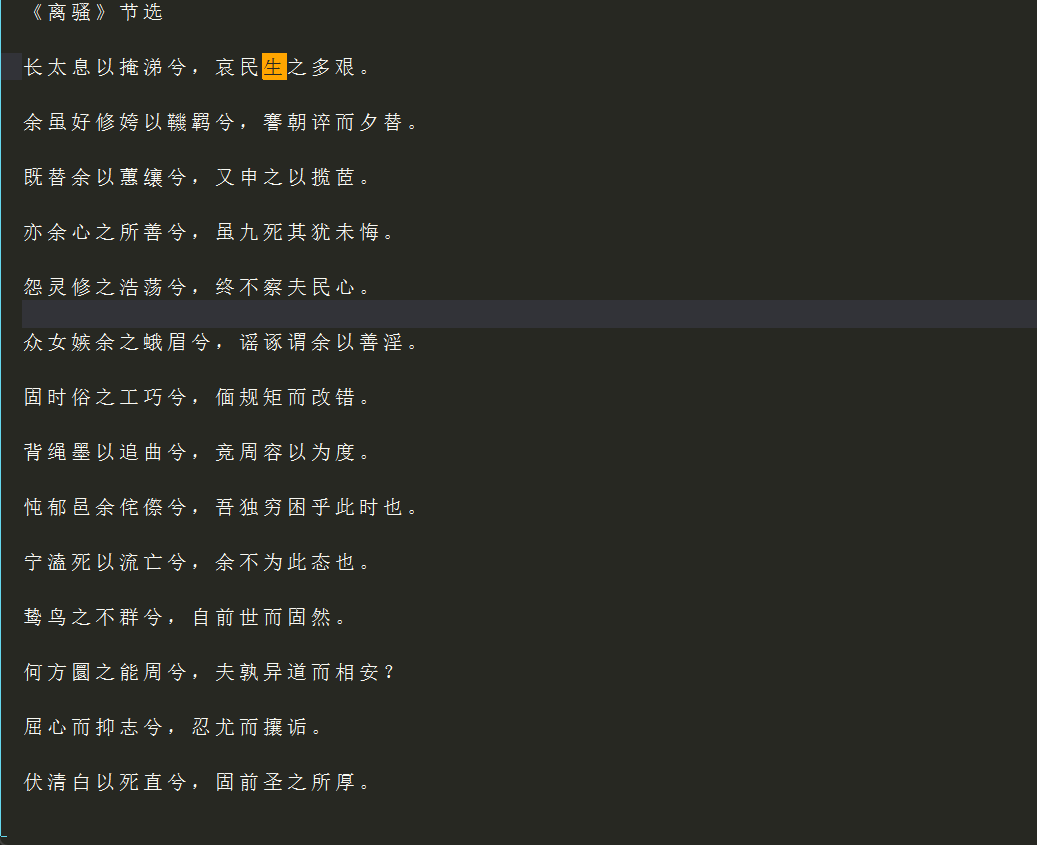 《离骚》节选
长太息以掩涕兮，哀民生之多艰。
余虽好修姱以鞿羁兮，謇朝谇而夕替。
既替余以蕙纕兮，又申之以揽茝。
亦余心之所善兮，虽九死其犹未悔。
怨灵修之浩荡兮，终不察夫民心。
众女嫉余之蛾眉兮，谣诼谓余以善淫。
固时俗之工巧兮，偭规矩而改错。
背绳墨以追曲兮，竞周容以为度。
忳郁邑余侘傺兮，吾独穷困乎此时也。
宁溘死以流亡兮，余不为此态也。
鸷鸟之不群兮，自前世而固然。
何方圜之能周兮，夫孰异道而相安？
屈心而抑志兮，忍尤而攘诟。
伏清白以死直兮，固前圣之所厚。